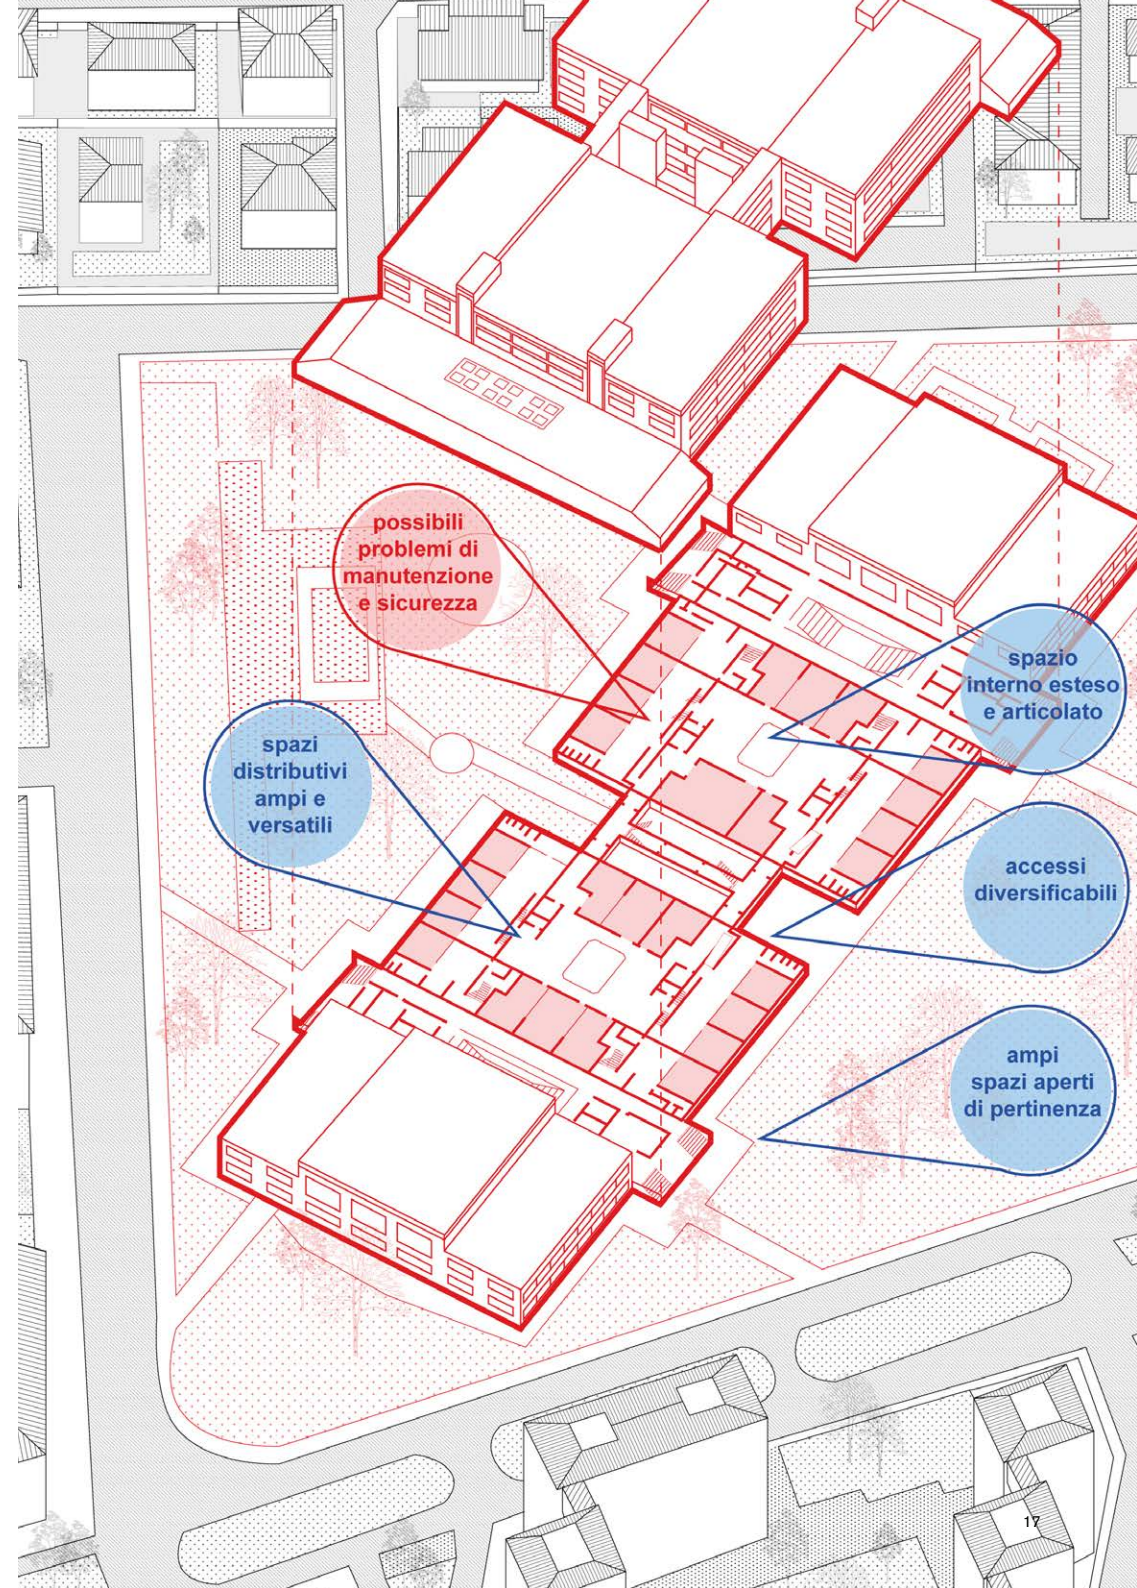 possibili
problemi di
manutenzione
e sicurezza
spazio
interno esteso
e articolato
spazi
distributivi
ampi e
versatili
accessi
diversificabili
ampi
spazi aperti
di pertinenza
17